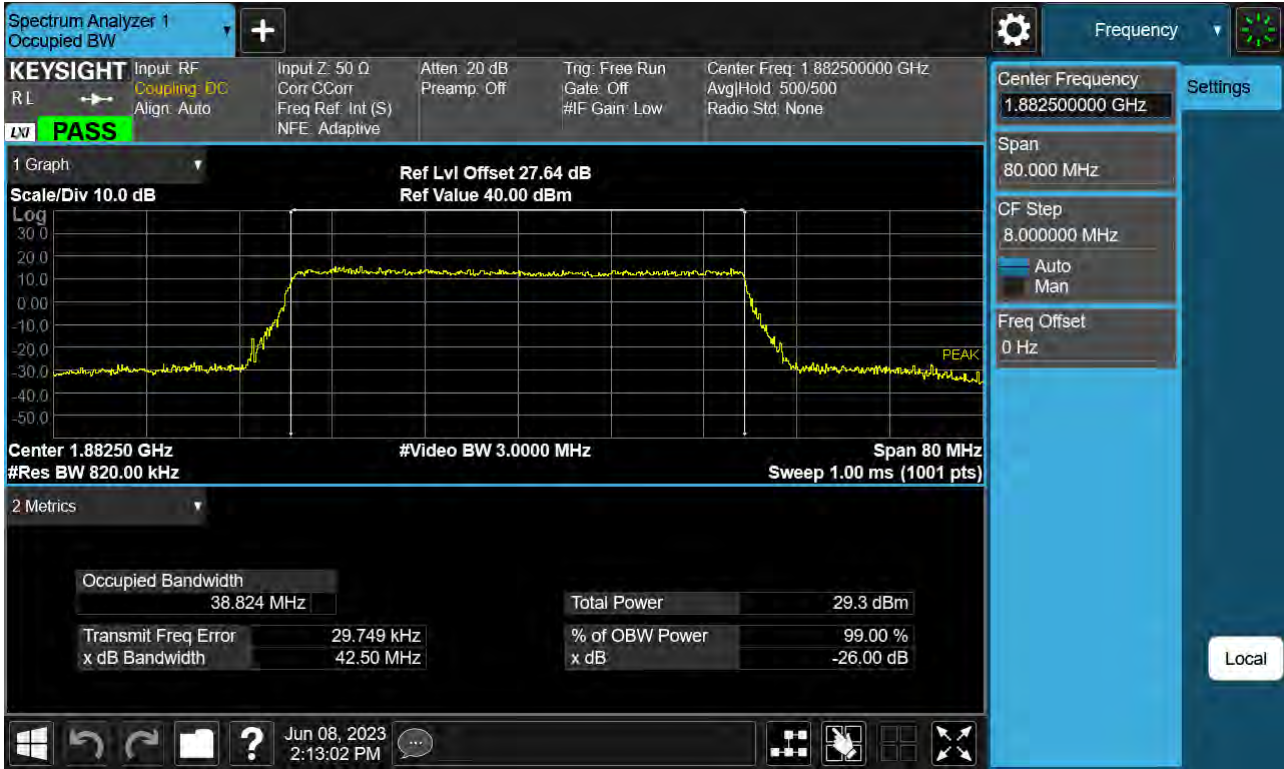 Spectrum Analyzer 1
Occupied BW
+
Frequency
KEYSIGHT
RL
LXI
PASS
Input: RF
Coupling: DC
Align: Auto
Input Z: 50 Ω
Corr CCorr
Freq Ref: Int (S)
NFE: Adaptive
Atten: 20 dB
Preamp: Off
Trig: Free Run
Gate: Off
#IF Gain: Low
Center Freq: 1.882500000 GHz
Avg|Hold: 500/500
Radio Std: None
1 Graph
Scale/Div 10.0 dB
Ref Lvl Offset 27.64 dB
Ref Value 40.00 dBm
Log
30.0
20.0
10.0
0.00
-10.0
-20.0
-30.0
-40.0
-50.0
PEAK
Center 1.88250 GHz
#Video BW 3.0000 MHz
Span 80 MHz
#Res BW 820.00 kHz
Sweep 1.00 ms (1001 pts)
2 Metrics
Occupied Bandwidth
38.824 MHz
Total Power 29.3 dBm
Transmit Freq Error 29.749 kHz
% of OBW Power 99.00 %
x dB Bandwidth 42.50 MHz
x dB -26.00 dB
Center Frequency
1.882500000 GHz
Settings
Span
80.000 MHz
CF Step
8.000000 MHz
Auto
Man
Freq Offset
0 Hz
Local
?
Jun 08, 2023
2:13:02 PM